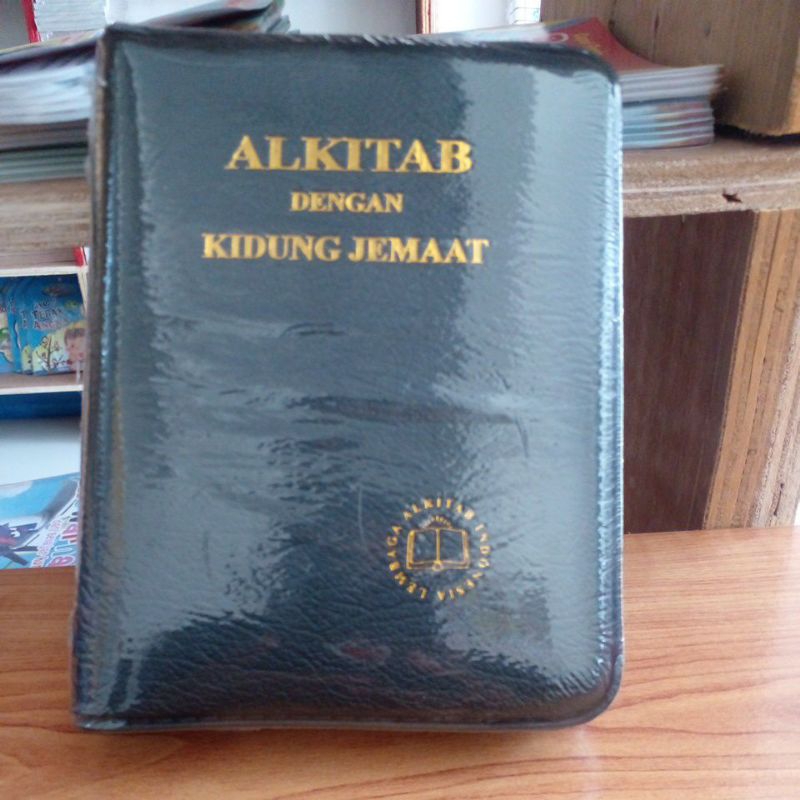 ALKITAB
DENGAN
KIDUNG JEMAAT
LEMBAGA ALKITAB INDONESIA